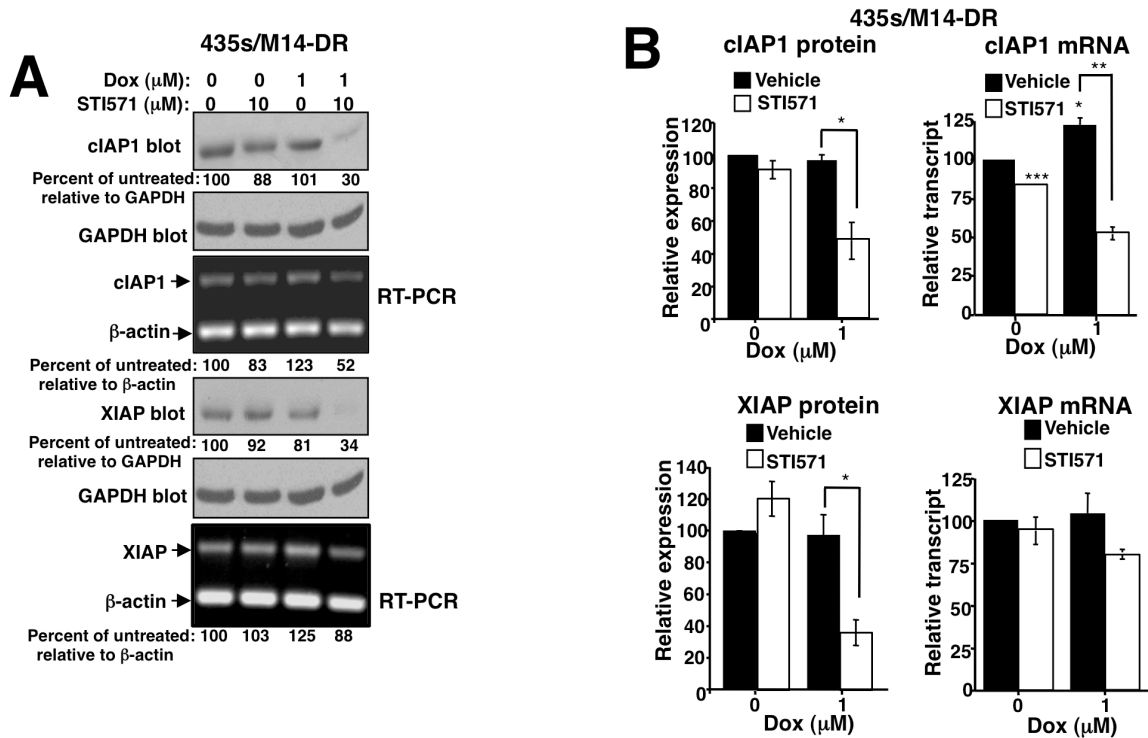 A
435s/M14-DR
Dox (μM): 0 0 1 1
STI571 (μM): 0 10 0 10
cIAP1 blot
Percent of untreated: 100 88 101 30
relative to GAPDH
GAPDH blot
cIAP1
RT-PCR
β-actin
Percent of untreated: 100 83 123 52
relative to β-actin
XIAP blot
Percent of untreated: 100 92 81 34
relative to GAPDH
GAPDH blot
XIAP
β-actin RT-PCR
Percent of untreated: 100 103 125 88
relative to β-actin
B
435s/M14-DR
cIAP1 protein
Vehicle
STI571
Relative expression
120
100
80
60
40
20
0
*
0 1
Dox (μM)
cIAP1 mRNA
Vehicle
STI571
Relative transcript
125
100
75
50
25
0
***
*
**
0 1
Dox (μM)
XIAP protein
Vehicle
STI571
Relative expression
140
120
100
80
60
40
20
0
*
0 1
Dox (μM)
XIAP mRNA
Vehicle
STI571
Relative transcript
125
100
75
50
25
0
0 1
Dox (μM)